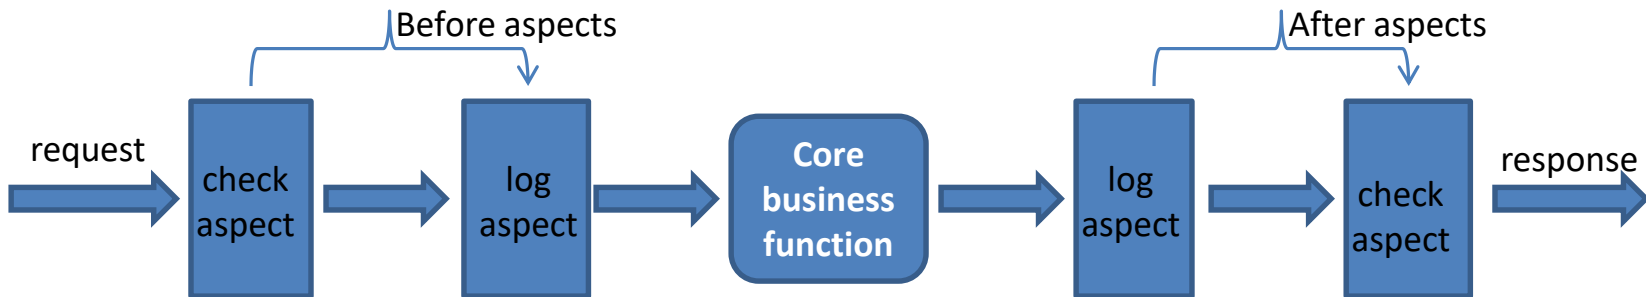 Before aspects
After aspects
request
check
aspect
log
aspect
Core
business
function
log
aspect
check
aspect
response